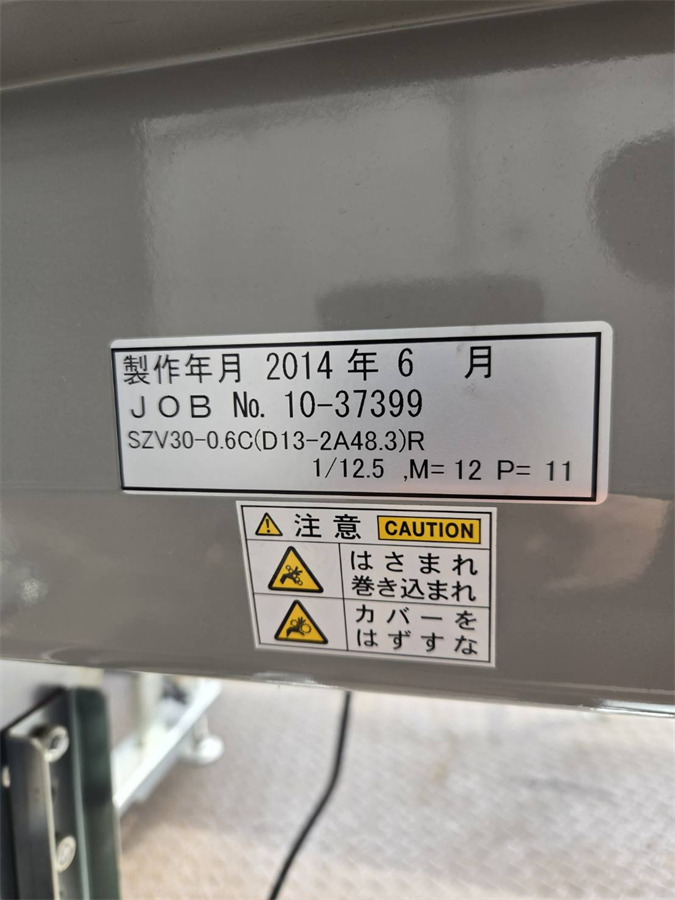 製作年月 2014 年 6 月
JOB No. 10-37399
SZV30-0.6C(D13-2A48.3)R
1/12.5 ,M= 12 P= 11
注意 CAUTION
はさまれ
巻き込まれ
カバーを
はずすな